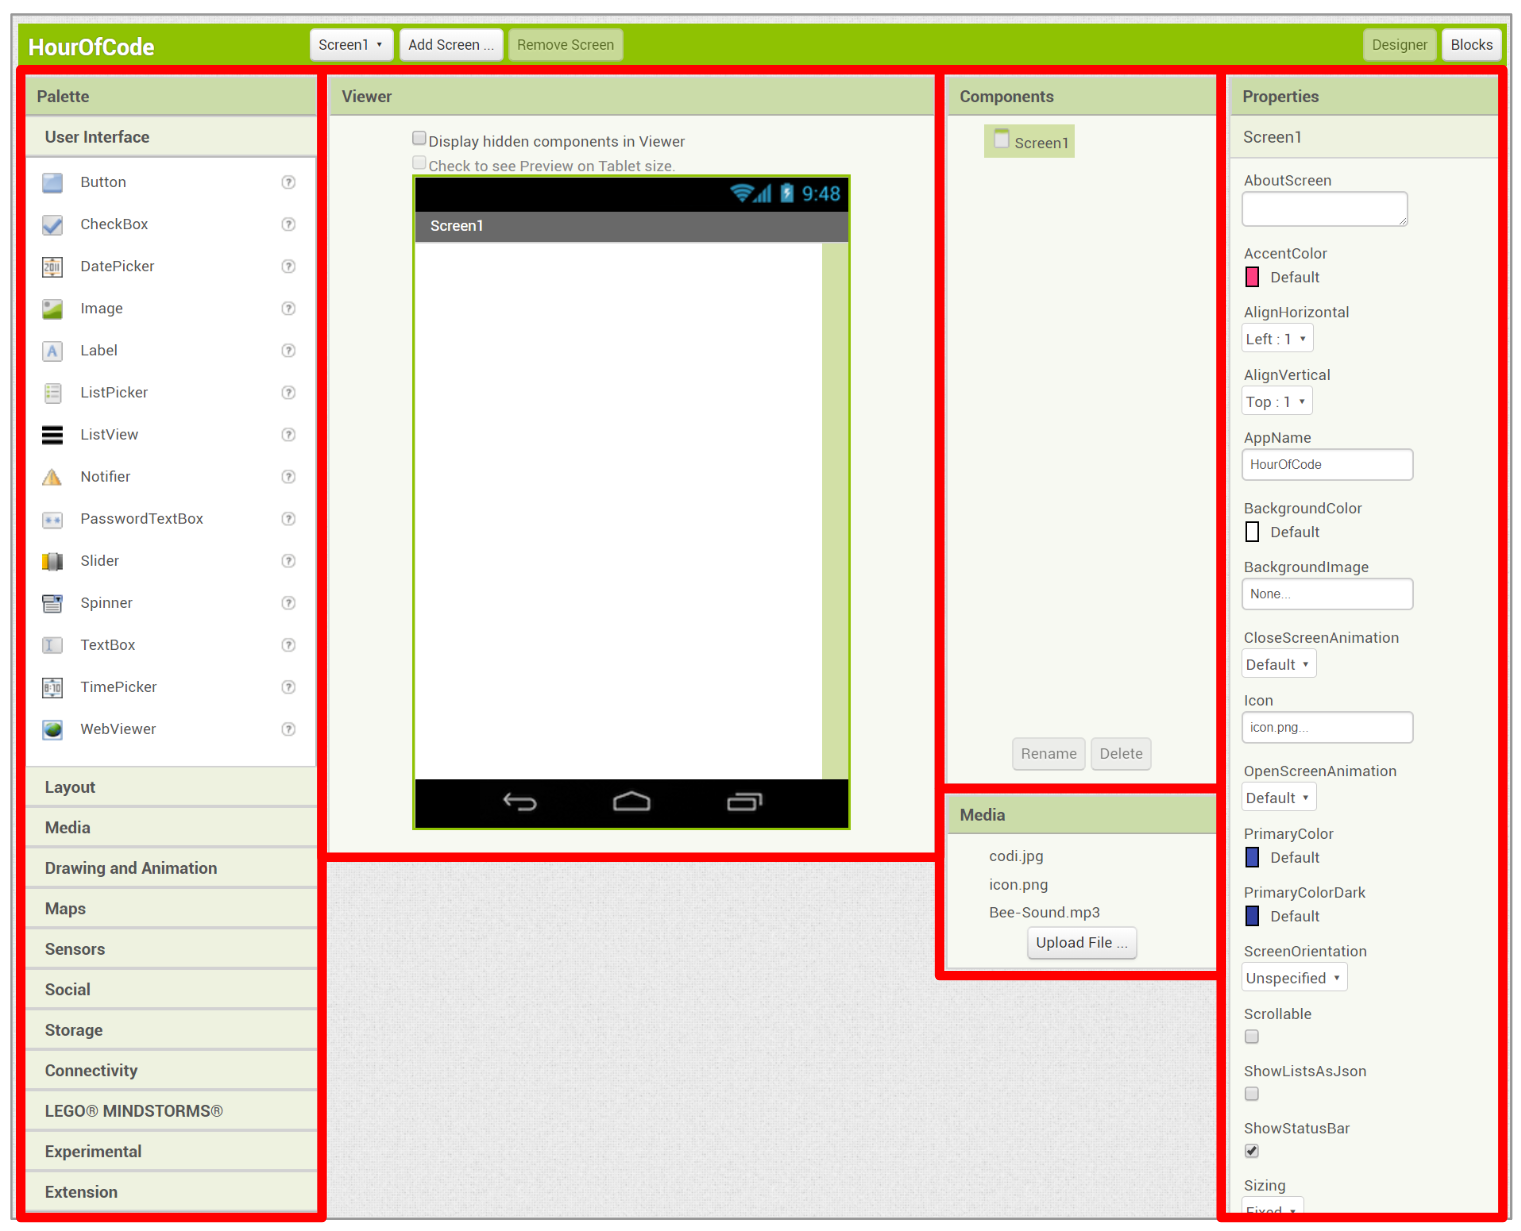 HourOfCode
Screen1
Add Screen ...
Remove Screen
Designer
Blocks
Palette
User Interface
Button
CheckBox
DatePicker
Image
Label
ListPicker
ListView
Notifier
PasswordTextBox
Slider
Spinner
TextBox
TimePicker
WebViewer
Layout
Media
Drawing and Animation
Maps
Sensors
Social
Storage
Connectivity
LEGO® MINDSTORMS®
Experimental
Extension
Viewer
Display hidden components in Viewer
Check to see Preview on Tablet size.
9:48
Screen1
Components
Screen1
Rename
Delete
Media
codi.jpg
icon.png
Bee-Sound.mp3
Upload File ...
Properties
Screen1
AboutScreen
AccentColor
Default
AlignHorizontal
Left : 1
AlignVertical
Top : 1
AppName
HourOfCode
BackgroundColor
Default
BackgroundImage
None...
CloseScreenAnimation
Default
Icon
icon.png...
OpenScreenAnimation
Default
PrimaryColor
Default
PrimaryColorDark
Default
ScreenOrientation
Unspecified
Scrollable
ShowListsAsJson
ShowStatusBar
Sizing
Fixed